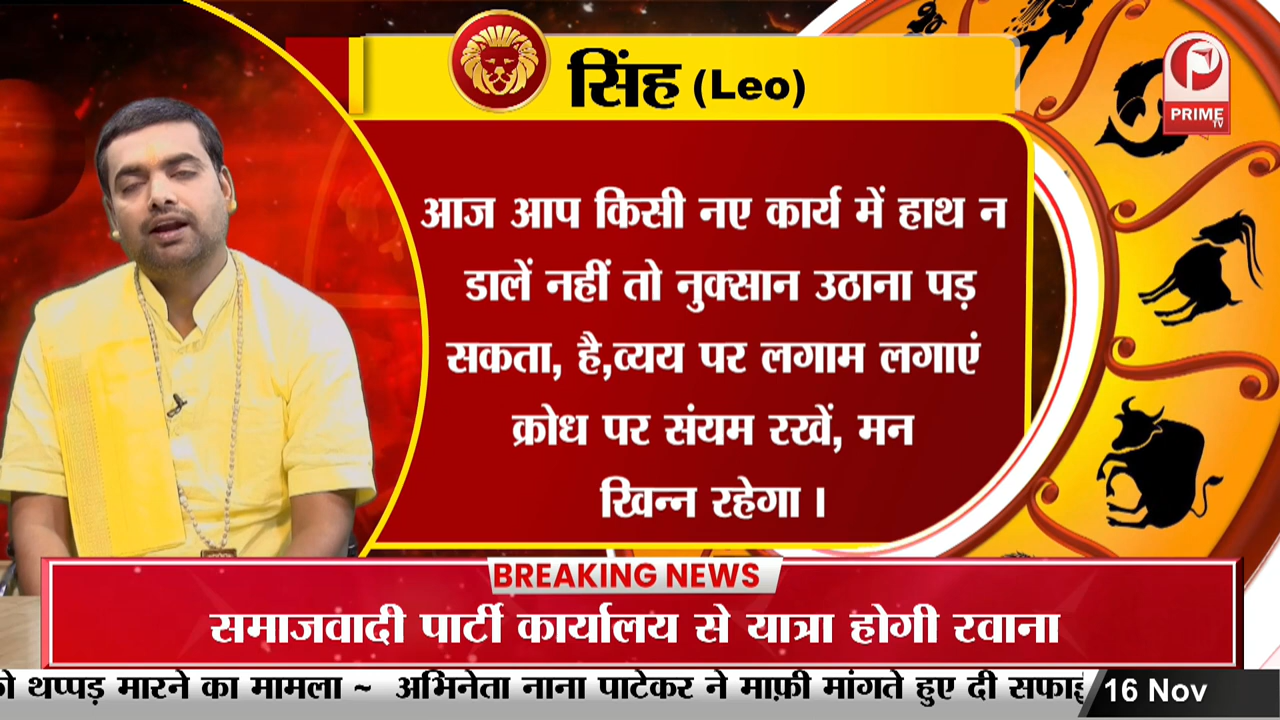 सिंह (Leo)
PRIME
TV
आज आप किसी नए कार्य में हाथ न
डालें नहीं तो नुक्सान उठाना पड़
सकता, है,व्यय पर लगाम लगाएं
क्रोध पर संयम रखें, मन
खिन्न रहेगा ।
BREAKING NEWS
समाजवादी पार्टी कार्यालय से यात्रा होगी रवाना
थप्पड़ मारने का मामला ~ अभिनेता नाना पाटेकर ने माफ़ी मांगते हुए दी
16 Nov